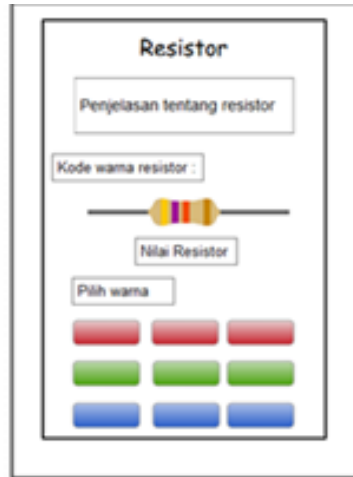 Resistor
Penjelasan tentang resistor
Kode warna resistor :
Nilai Resistor
Pilih warna